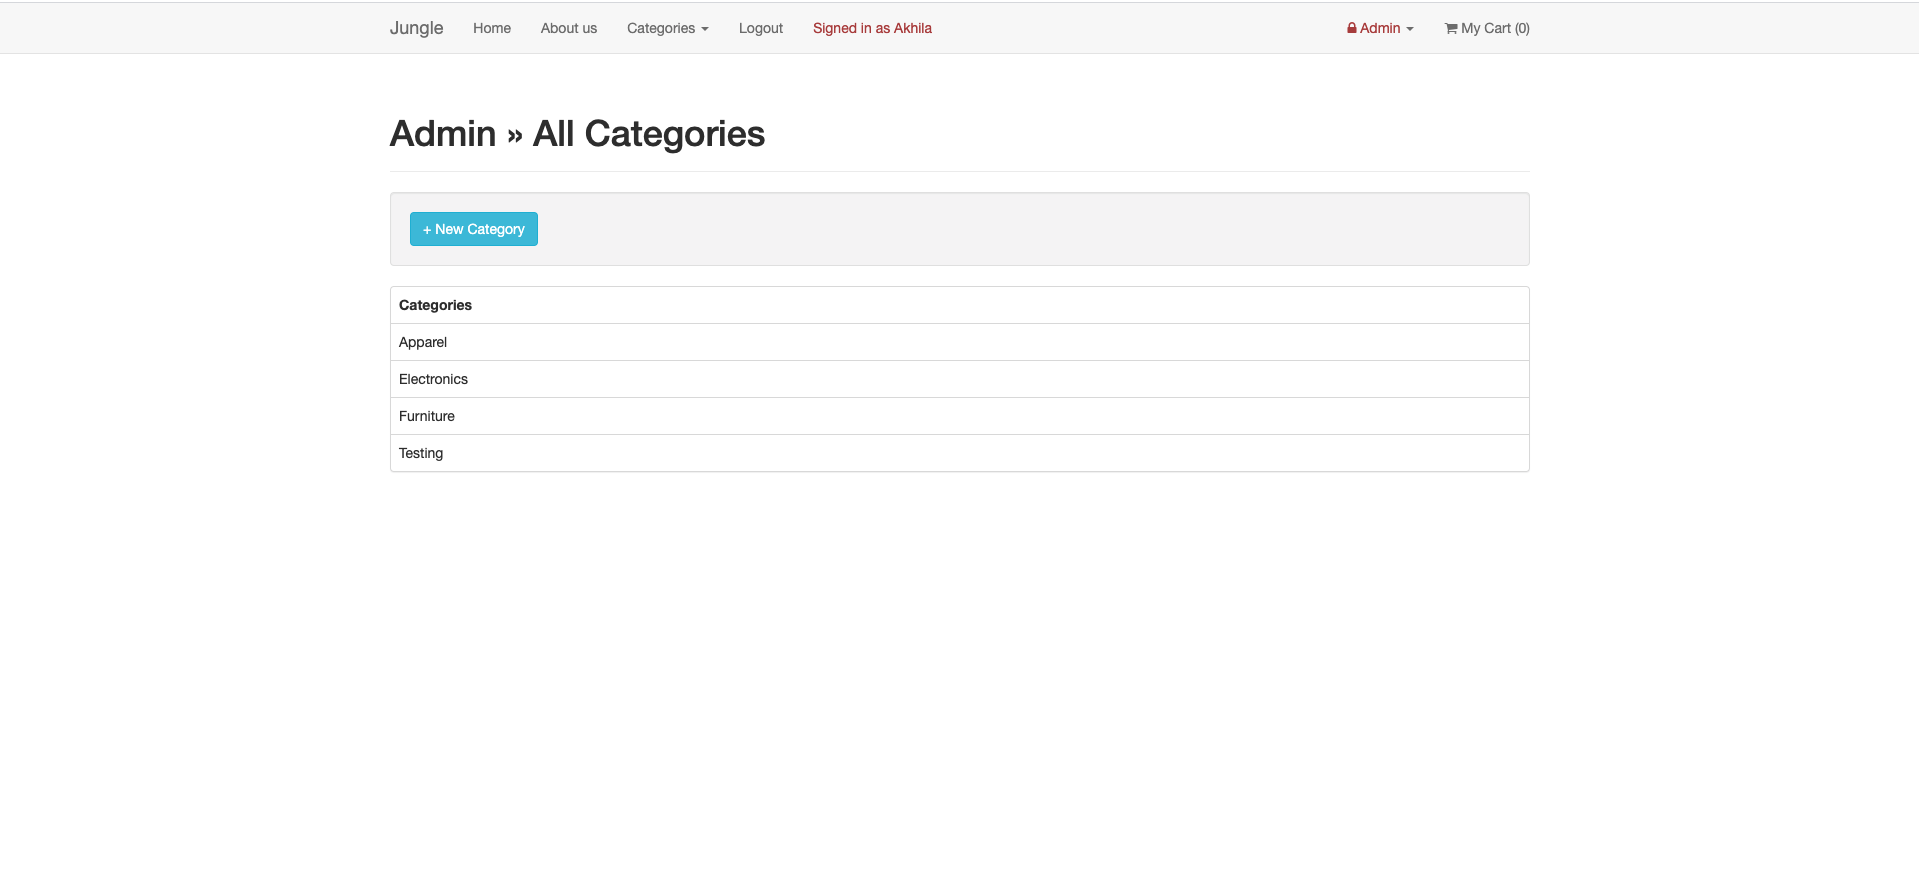 Jungle Home About us Categories Logout Signed in as Akhila Admin My Cart (0)
Admin » All Categories
+ New Category
Categories
Apparel
Electronics
Furniture
Testing